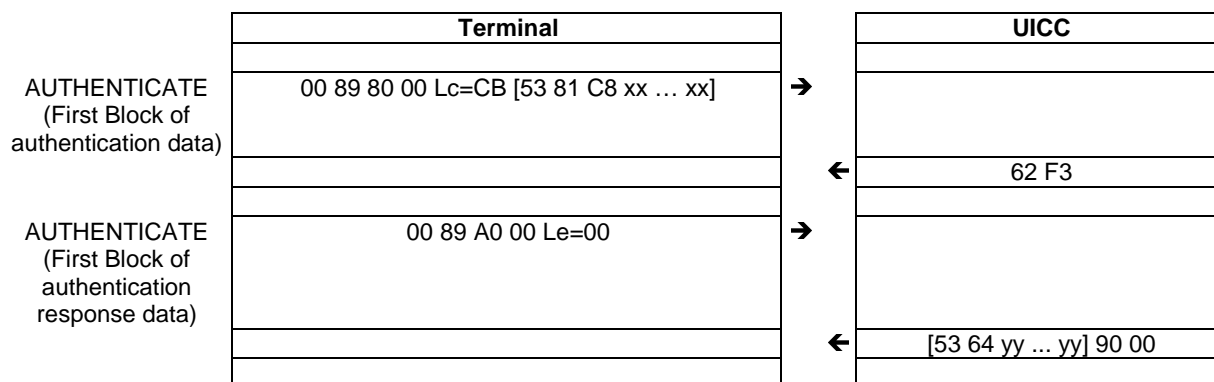 Terminal UICC
AUTHENTICATE
(First Block of
authentication data)
00 89 80 00 Lc=CB [53 81 C8 xx … xx] ➔
🡸 62 F3
AUTHENTICATE
(First Block of
authentication
response data)
00 89 A0 00 Le=00 ➔
🡸 [53 64 yy ... yy] 90 00